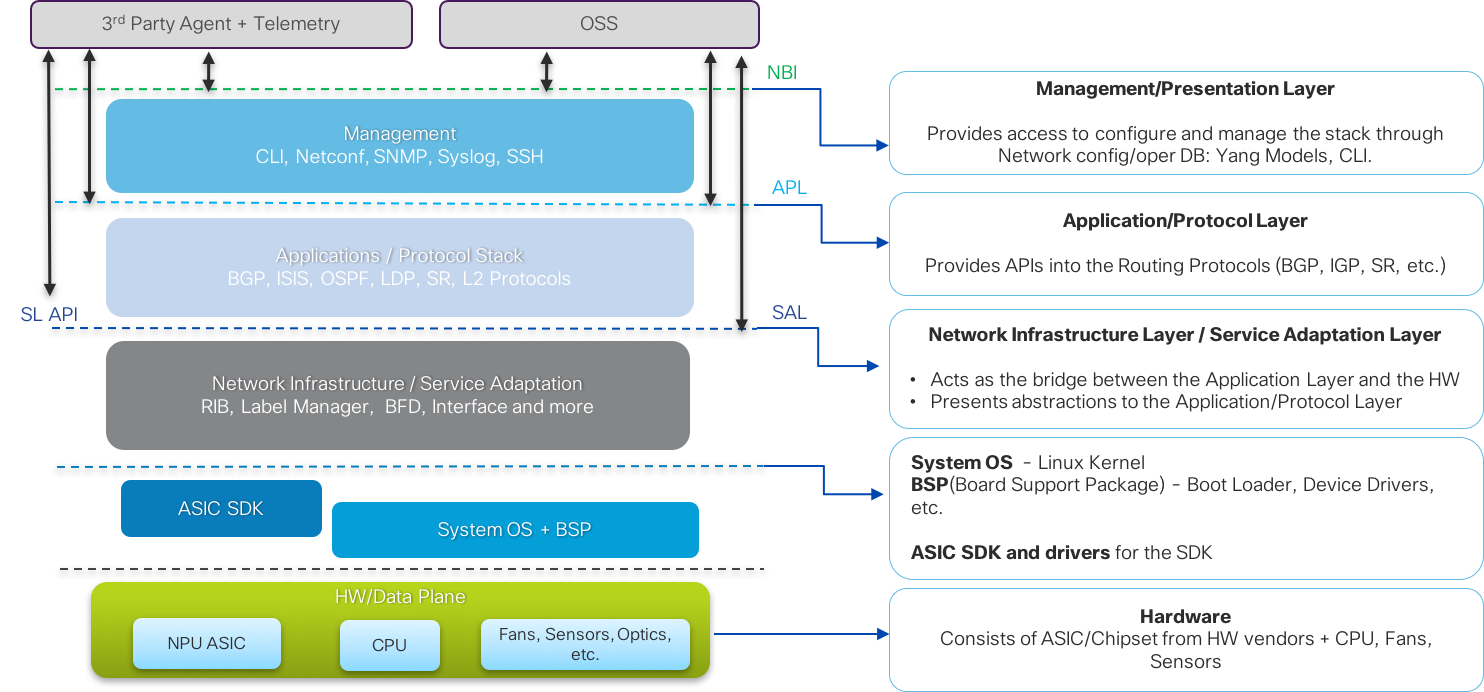 3rd Party Agent + Telemetry
OSS
NBI
Management
CLI, Netconf, SNMP, Syslog, SSH
APL
Applications / Protocol Stack
BGP, ISIS, OSPF, LDP, SR, L2 Protocols
SL API
SAL
Network Infrastructure / Service Adaptation
RIB, Label Manager, BFD, Interface and more
ASIC SDK
System OS + BSP
HW/Data Plane
NPU ASIC
CPU
Fans, Sensors, Optics,
etc.
Management/Presentation Layer
Provides access to configure and manage the stack through
Network config/oper DB: Yang Models, CLI.
Application/Protocol Layer
Provides APIs into the Routing Protocols (BGP, IGP, SR, etc.)
Network Infrastructure Layer / Service Adaptation Layer
• Acts as the bridge between the Application Layer and the HW
• Presents abstractions to the Application/Protocol Layer
System OS - Linux Kernel
BSP(Board Support Package) - Boot Loader, Device Drivers,
etc.
ASIC SDK and drivers for the SDK
Hardware
Consists of ASIC/Chipset from HW vendors + CPU, Fans,
Sensors